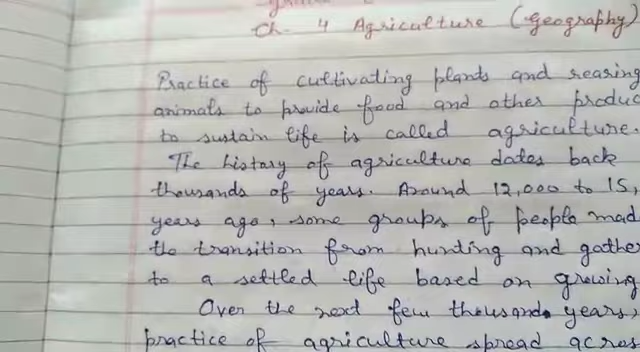 Ch. 4 Agriculture (Geography)
Practice of cultivating plants and rearing
animals to provide food and other produc
to sustain life is called agriculture.
The history of agriculture dates back
thousands of years. Around 12,000 to 15,
years ago, some groups of people mad
the transition from hunting and gather
to a settled life based on growing
Over the next few thousand years,
practice of agriculture spread acros